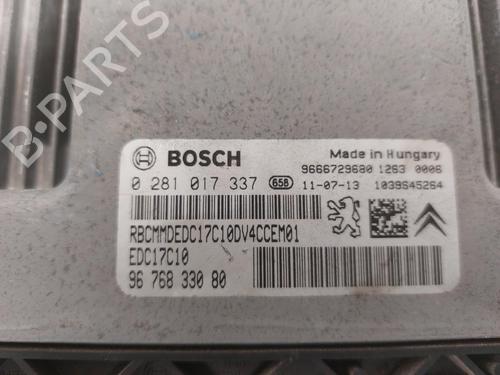 B-PARTS
BOSCH
Made in Hungary
9666729680 1263 0006
0 281 017 337 658 11-07-13 1039S45264
RBCMMDEDC17C10DV4CCEM01
EDC17C10
96 768 330 80